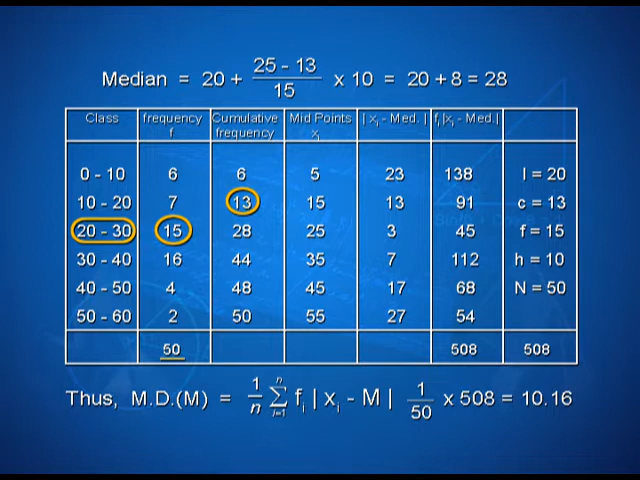 Median = 20 + 25 - 13 / 15 x 10 = 20 + 8 = 28
Class frequency f Cumulative frequency Mid Points xi | xi - Med. | fi |xi - Med.|
0 - 10 6 6 5 23 138 l = 20
10 - 20 7 13 15 13 91 c = 13
20 - 30 15 28 25 3 45 f = 15
30 - 40 16 44 35 7 112 h = 10
40 - 50 4 48 45 17 68 N = 50
50 - 60 2 50 55 27 54
50 508 508
Thus, M.D.(M) = 1/n n∑i=1 fi | xi - M | 1/50 x 508 = 10.16